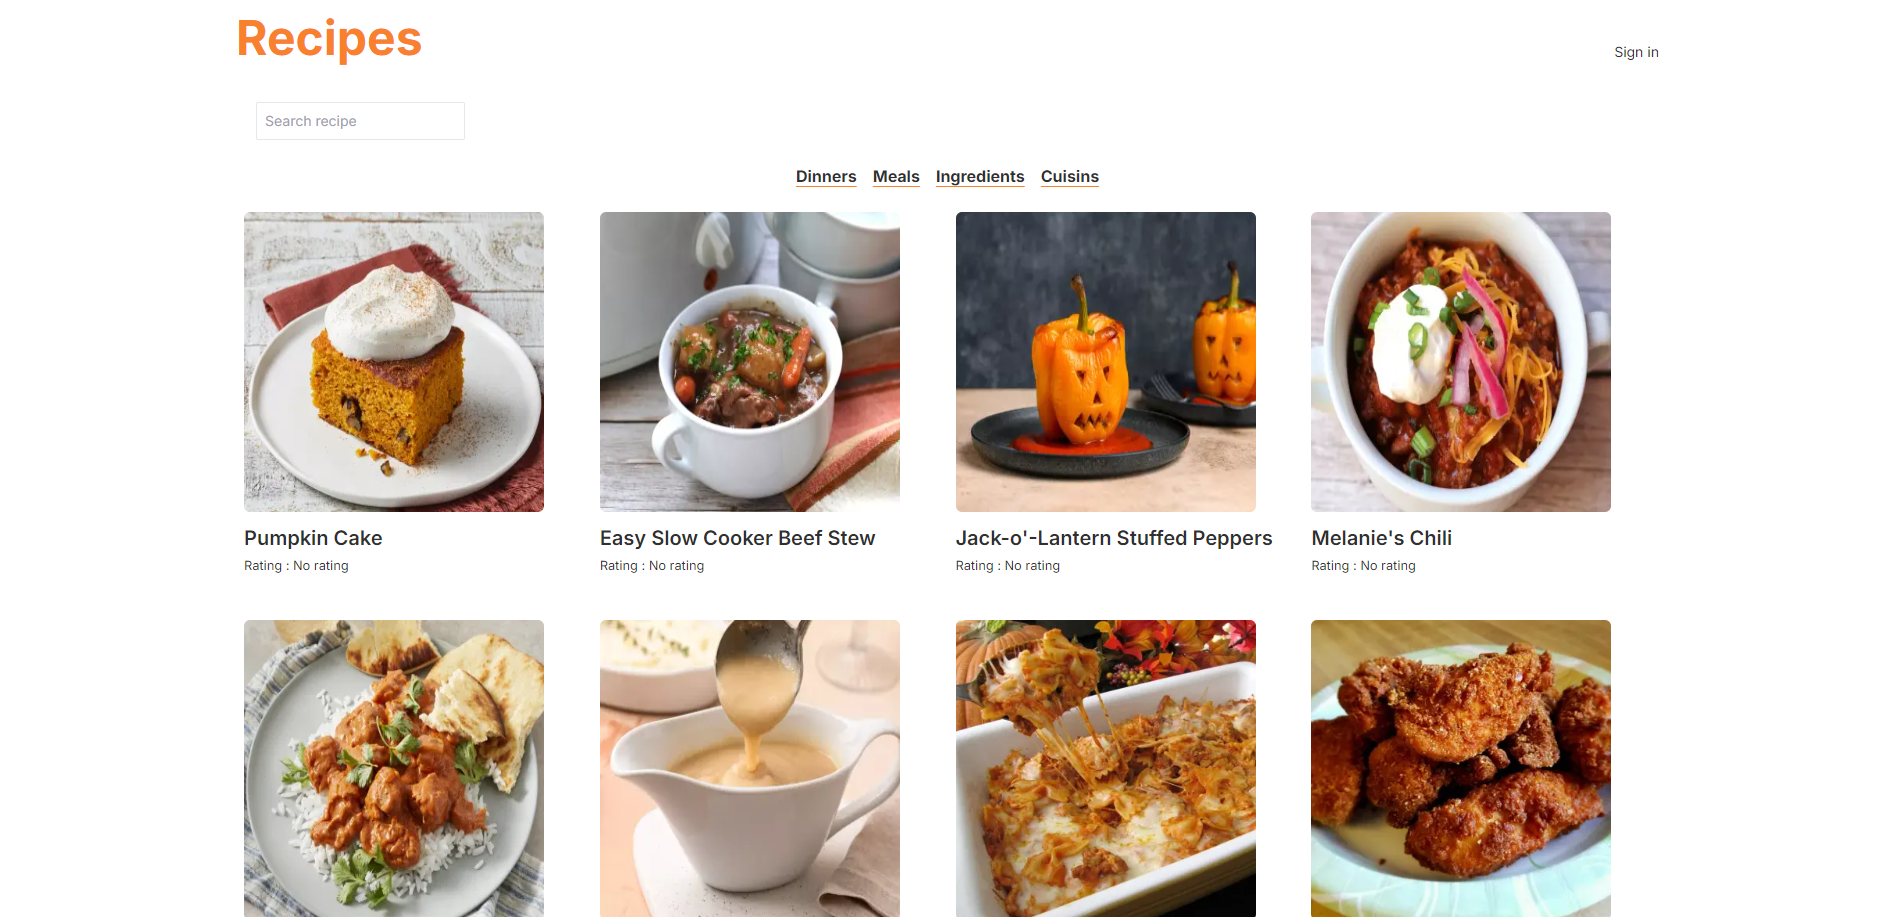 Recipes
Sign in
Search recipe
Dinners Meals Ingredients Cuisins
Pumpkin Cake
Rating : No rating
Easy Slow Cooker Beef Stew
Rating : No rating
Jack-o'-Lantern Stuffed Peppers
Rating : No rating
Melanie's Chili
Rating : No rating